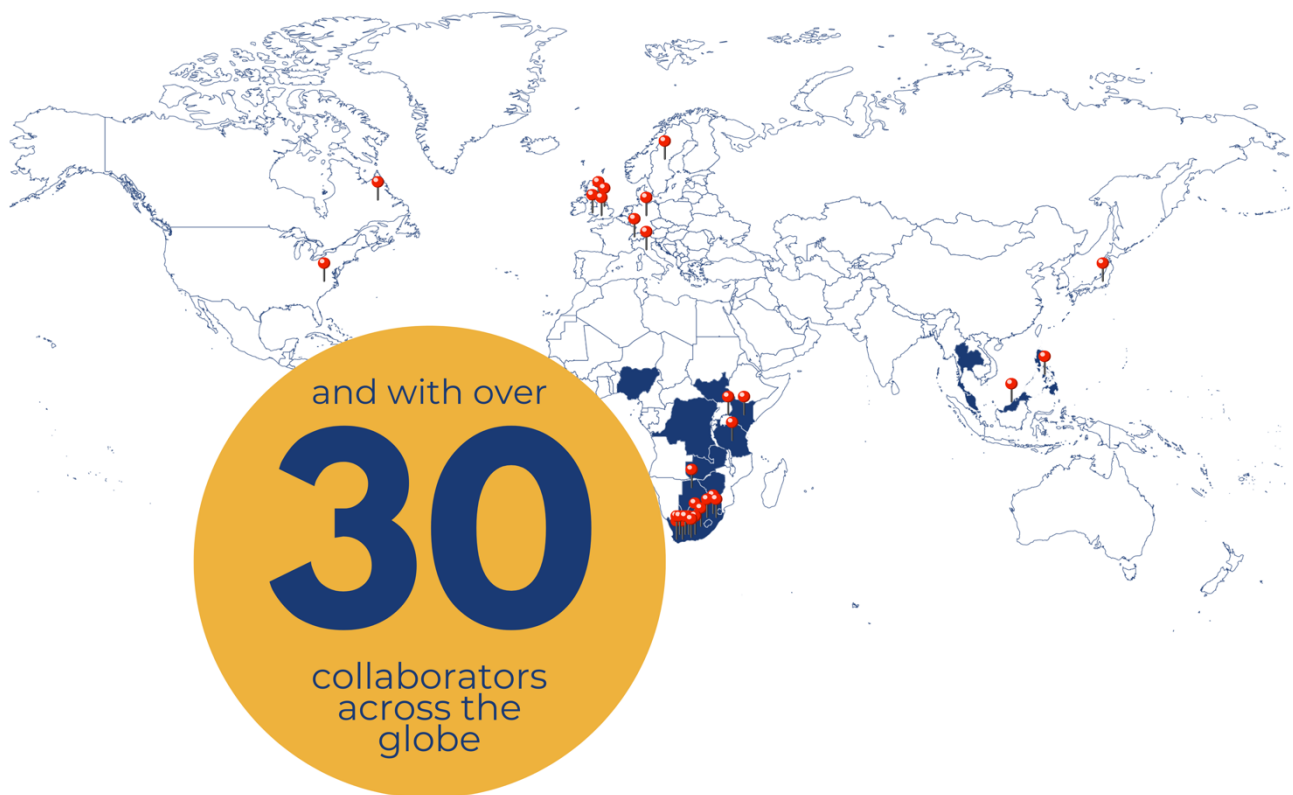 and with over
30
collaborators
across the
globe